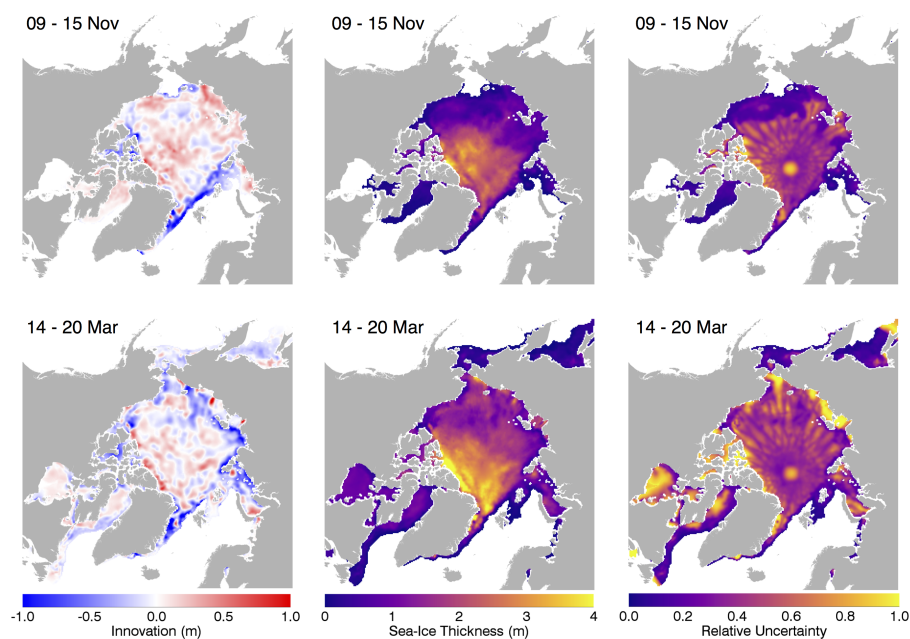 09 - 15 Nov
09 - 15 Nov
09 - 15 Nov
14 - 20 Mar
14 - 20 Mar
14 - 20 Mar
-1.0 -0.5 0.0 0.5 1.0
Innovation (m)
0 1 2 3 4
Sea-Ice Thickness (m)
0.0 0.2 0.4 0.6 0.8 1.0
Relative Uncertainty